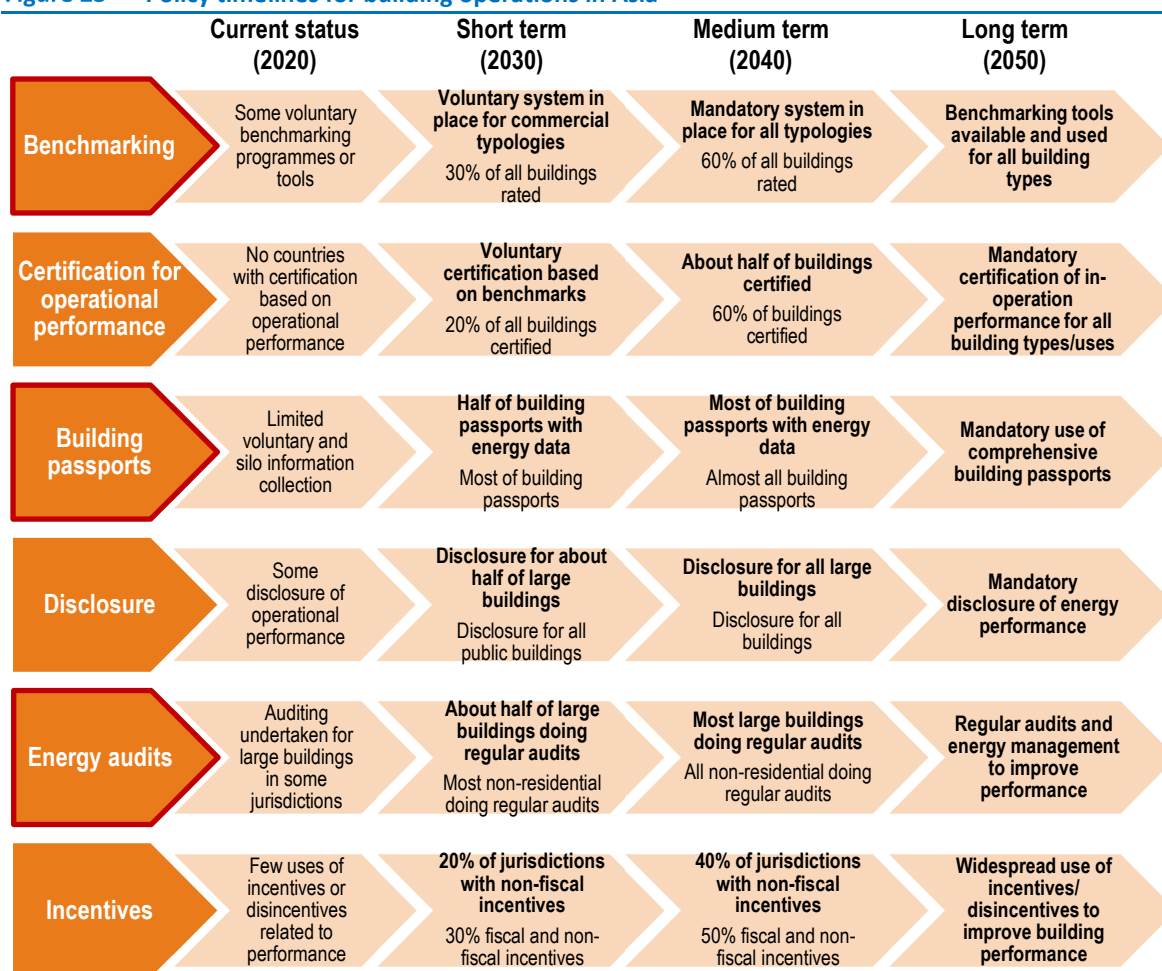 Current status
(2020)
Short term
(2030)
Medium term
(2040)
Long term
(2050)
Benchmarking
Some voluntary
benchmarking
programmes or
tools
Voluntary system in
place for commercial
typologies
30% of all buildings
rated
Mandatory system in
place for all typologies
60% of all buildings
rated
Benchmarking tools
available and used
for all building
types
Certification for
operational
performance
No countries
with certification
based on
operational
performance
Voluntary
certification based
on benchmarks
20% of all buildings
certified
About half of buildings
certified
60% of buildings
certified
Mandatory
certification of in-
operation
performance for all
building types/uses
Building
passports
Limited
voluntary and
silo information
collection
Half of building
passports with
energy data
Most of building
passports
Most of building
passports with energy
data
Almost all building
passports
Mandatory use of
comprehensive
building passports
Disclosure
Some
disclosure of
operational
performance
Disclosure for about
half of large
buildings
Disclosure for all
public buildings
Disclosure for all large
buildings
Disclosure for all
buildings
Mandatory
disclosure of energy
performance
Energy audits
Auditing
undertaken for
large buildings
in some
jurisdictions
About half of large
buildings doing
regular audits
Most non-residential
doing regular audits
Most large buildings
doing regular audits
All non-residential doing
regular audits
Regular audits and
energy management
to improve
performance
Incentives
Few uses of
incentives or
disincentives
related to
performance
20% of jurisdictions
with non-fiscal
incentives
30% fiscal and non-
fiscal incentives
40% of jurisdictions
with non-fiscal
incentives
50% fiscal and non-
fiscal incentives
Widespread use of
incentives/
disincentives to
improve building
performance